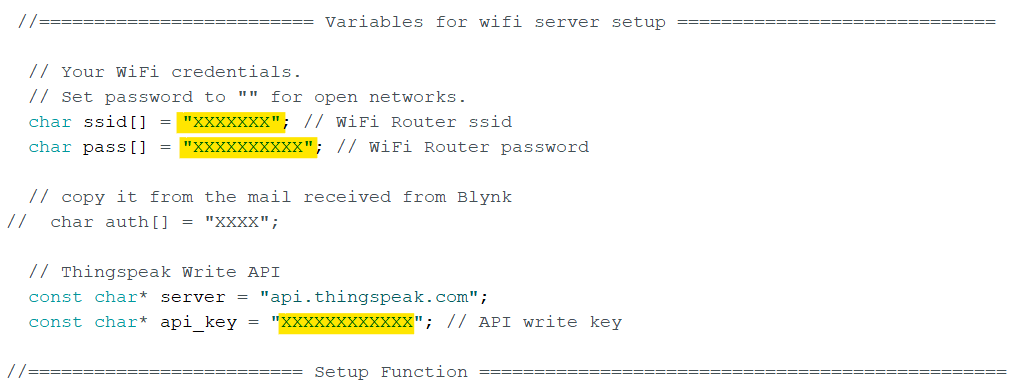 //========================= Variables for wifi server setup =============================
// Your WiFi credentials.
// Set password to "" for open networks.
char ssid[] = "XXXXXXX"; // WiFi Router ssid
char pass[] = "XXXXXXXXXX"; // WiFi Router password
// copy it from the mail received from Blynk
//  char auth[] = "XXXX";
// Thingspeak Write API
const char* server = "api.thingspeak.com";
const char* api_key = "XXXXXXXXXXXX"; // API write key
//========================= Setup Function ================================================